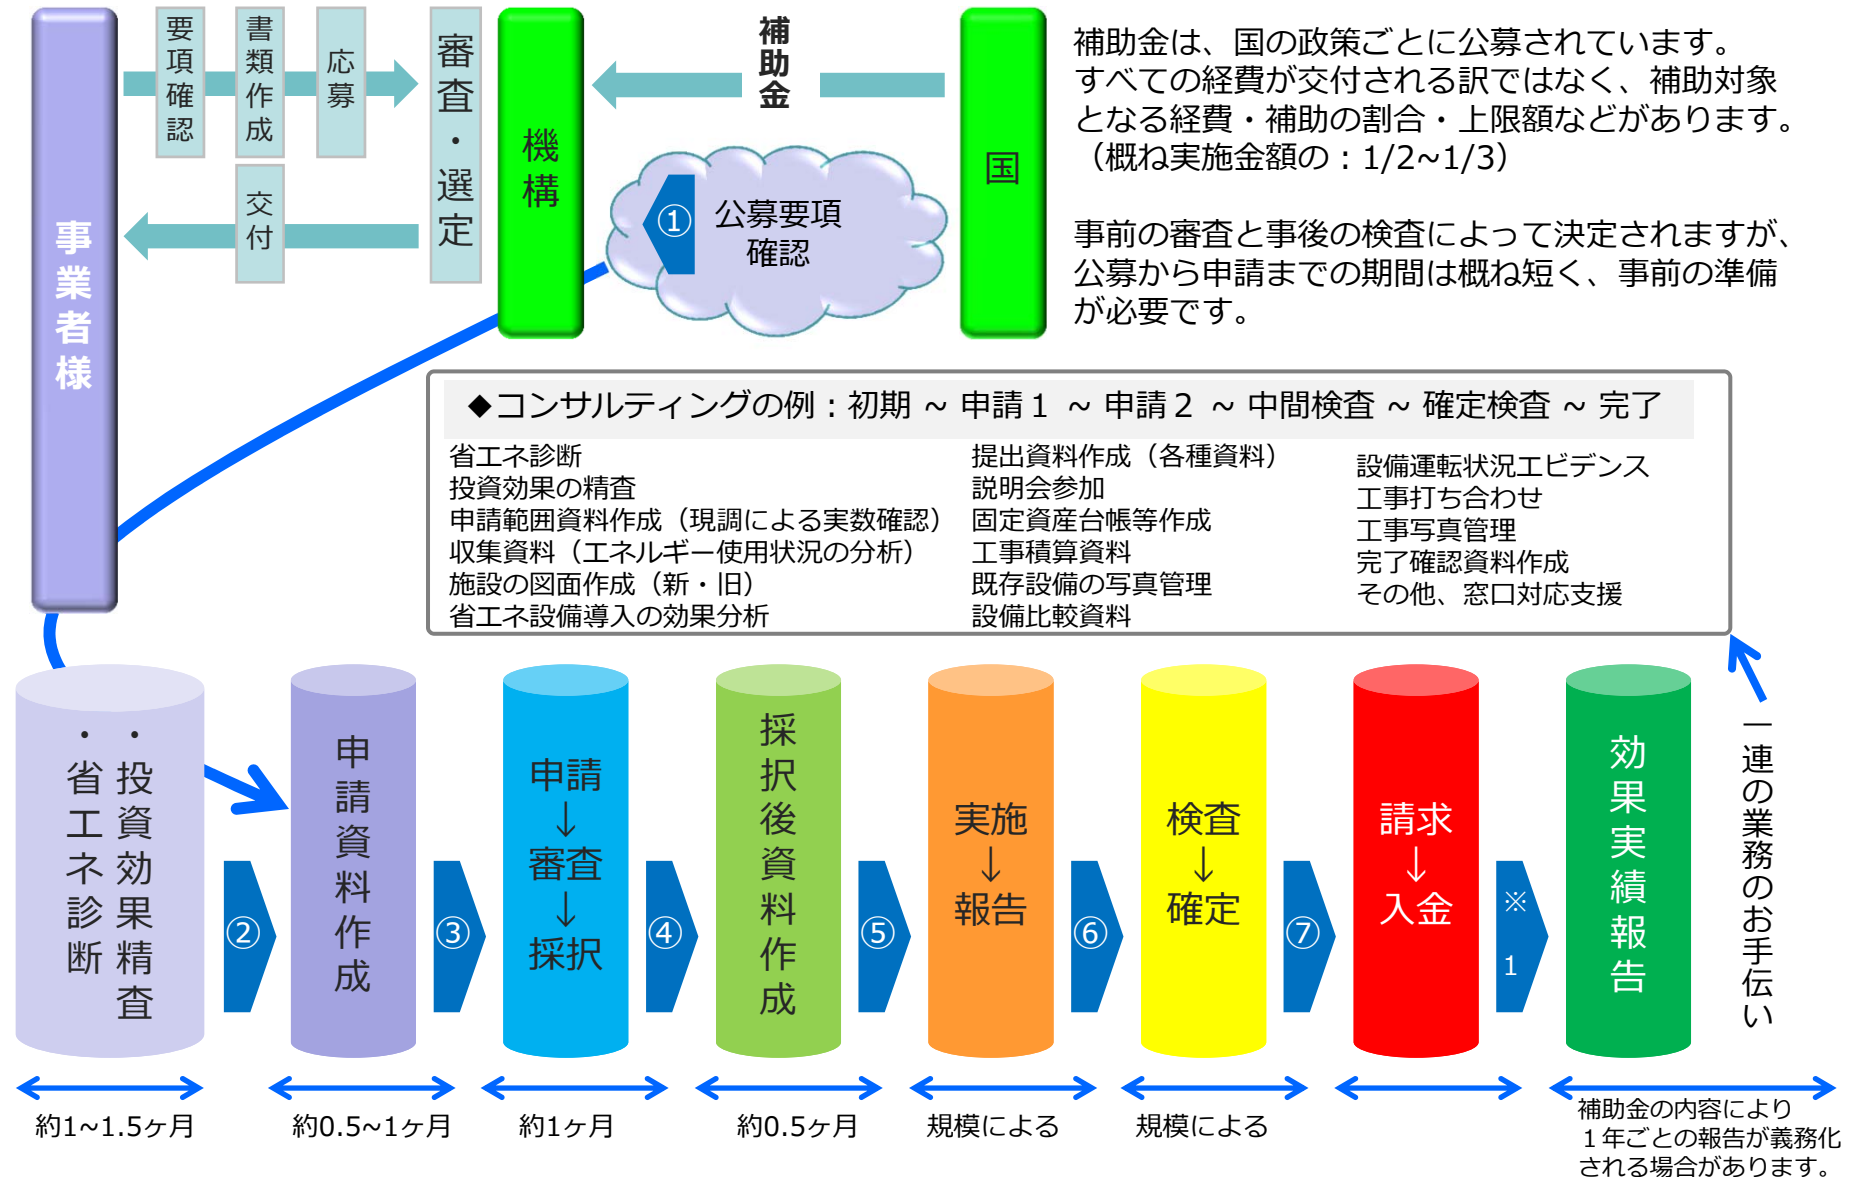 事業者様
要項確認
書類作成
応募
審査・選定
交付
機構
補助金
国
①
公募要項
確認
補助金は、国の政策ごとに公募されています。
すべての経費が交付される訳ではなく、補助対象
となる経費・補助の割合・上限額などがあります。
（概ね実施金額の：1/2~1/3）
事前の審査と事後の検査によって決定されますが、
公募から申請までの期間は概ね短く、事前の準備
が必要です。
◆コンサルティングの例：初期 ~ 申請１ ~ 申請２ ~ 中間検査 ~ 確定検査 ~ 完了
省エネ診断
投資効果の精査
申請範囲資料作成（現調による実数確認）
収集資料（エネルギー使用状況の分析）
施設の図面作成（新・旧）
省エネ設備導入の効果分析
提出資料作成（各種資料）
説明会参加
固定資産台帳等作成
工事積算資料
既存設備の写真管理
設備比較資料
設備運転状況エビデンス
工事打ち合わせ
工事写真管理
完了確認資料作成
その他、窓口対応支援
・投資効果精査
・省エネ診断
②
申請資料作成
③
申請
↓
審査
↓
採択
④
採択後資料作成
⑤
実施
↓
報告
⑥
検査
↓
確定
⑦
請求
↓
入金
※
1
効果実績報告
一連の業務のお手伝い
約1~1.5ヶ月
約0.5~1ヶ月
約1ヶ月
約0.5ヶ月
規模による
規模による
補助金の内容により
１年ごとの報告が義務化
される場合があります。